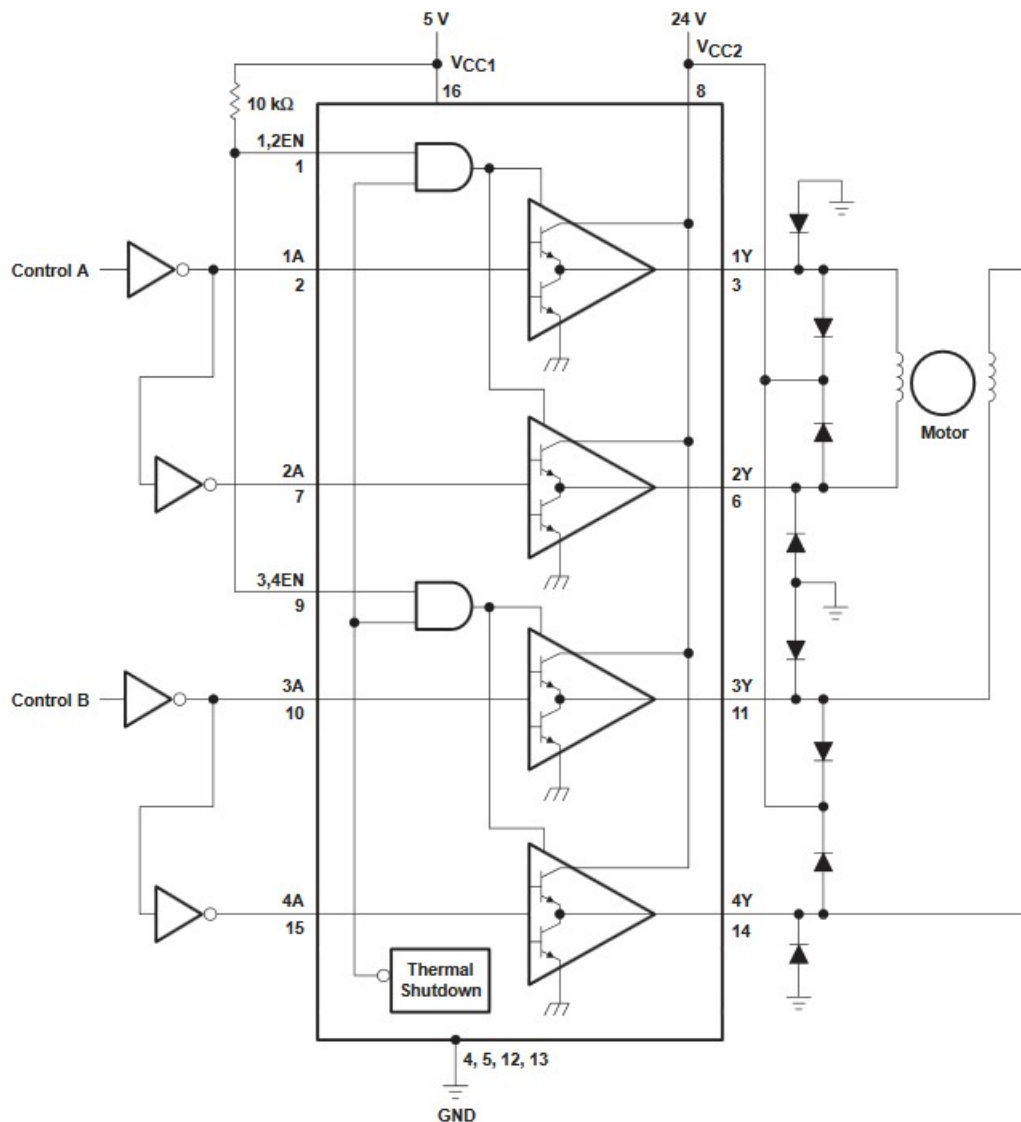 5 V
24 V
VCC1
VCC2
16
8
10 kΩ
1,2EN
1
Control A
1A
2
1Y
3
Motor
2A
7
2Y
6
3,4EN
9
Control B
3A
10
3Y
11
4A
15
4Y
14
Thermal
Shutdown
4, 5, 12, 13
GND